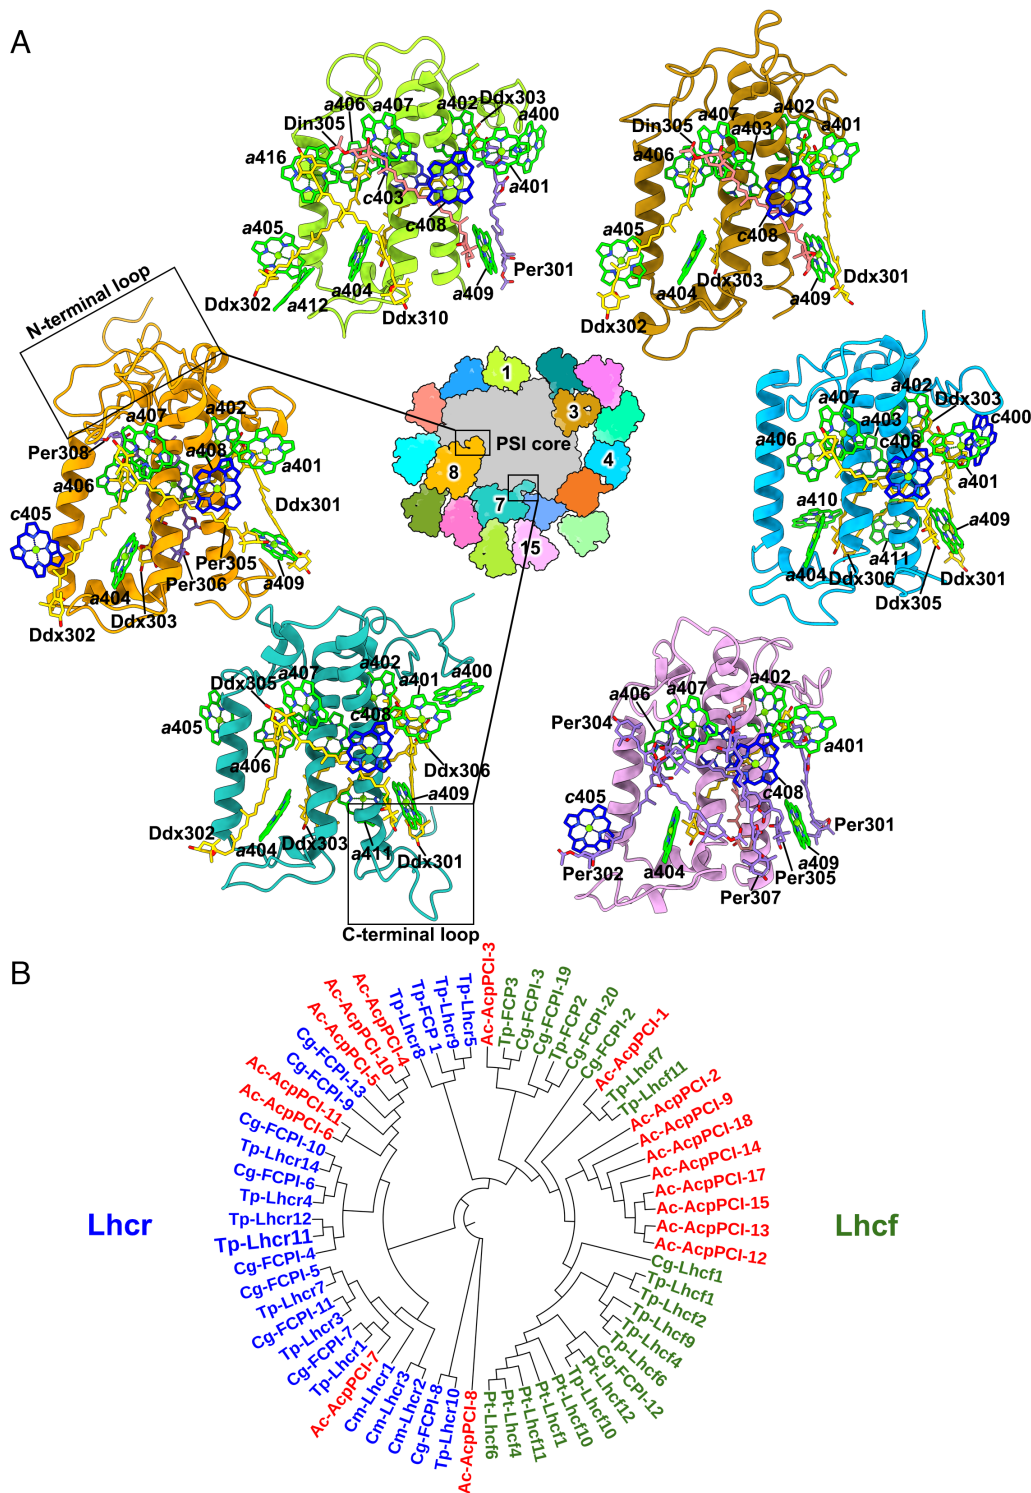 A
a406
a407
a402
Ddx303
a400
Din305
a416
c403
a401
c408
a405
Per301
Ddx302
a412
a404
a409
Ddx310
a402
a407
a401
Din305
a403
a406
c408
a405
Ddx301
Ddx303
a404
a409
Ddx302
N-terminal loop
a407
a402
Per308
a408
a401
a406
Ddx301
c405
Per305
Per306
a409
a404
Ddx303
Ddx302
1
3
PSI core
4
8
7
15
a402
a407
Ddx303
c400
a403
a406
c408
a401
a410
a409
a411
a404
Ddx306
Ddx301
Ddx305
a402
a407
a401
a400
Ddx305
c408
a405
a406
Ddx306
a409
Ddx302
Ddx303
a404
a411
Ddx301
C-terminal loop
a402
a407
a406
Per304
a401
c405
c408
Per301
a409
Per302
a404
Per305
Per307
B
Lhcr
Lhcf
Ac-AcpPCI-3
Tp-FCP3
Cg-FCPI-3
Cg-FCPI-19
Tp-FCP2
Cg-FCPI-20
Cg-FCPI-2
Ac-AcpPCI-1
Tp-Lhcf7
Tp-Lhcf11
Ac-AcpPCI-2
Ac-AcpPCI-9
Ac-AcpPCI-18
Ac-AcpPCI-14
Ac-AcpPCI-17
Ac-AcpPCI-15
Ac-AcpPCI-13
Ac-AcpPCI-12
Cg-Lhcf1
Tp-Lhcf1
Tp-Lhcf2
Tp-Lhcf9
Tp-Lhcf4
Tp-Lhcf6
Cg-FCPI-12
Pt-Lhcf12
Tp-Lhcf10
Pt-Lhcf10
Pt-Lhcf1
Pt-Lhcf11
Pt-Lhcf4
Pt-Lhcf6
Ac-AcpPCI-8
Tp-Lhcr10
Cg-FCPI-8
Cm-Lhcr2
Cm-Lhcr3
Cm-Lhcr1
Ac-AcpPCI-7
Tp-Lhcr1
Cg-FCPI-7
Tp-Lhcr3
Cg-FCPI-11
Tp-Lhcr7
Cg-FCPI-5
Cg-FCPI-4
Tp-Lhcr11
Tp-Lhcr12
Tp-Lhcr4
Cg-FCPI-6
Tp-Lhcr14
Cg-FCPI-10
Ac-AcpPCI-6
Ac-AcpPCI-11
Cg-FCPI-9
Cg-FCPI-13
Ac-AcpPCI-5
Ac-AcpPCI-10
Ac-AcpPCI-4
Tp-Lhcr8
Tp-FCP 1
Tp-Lhcr9
Tp-Lhcr5